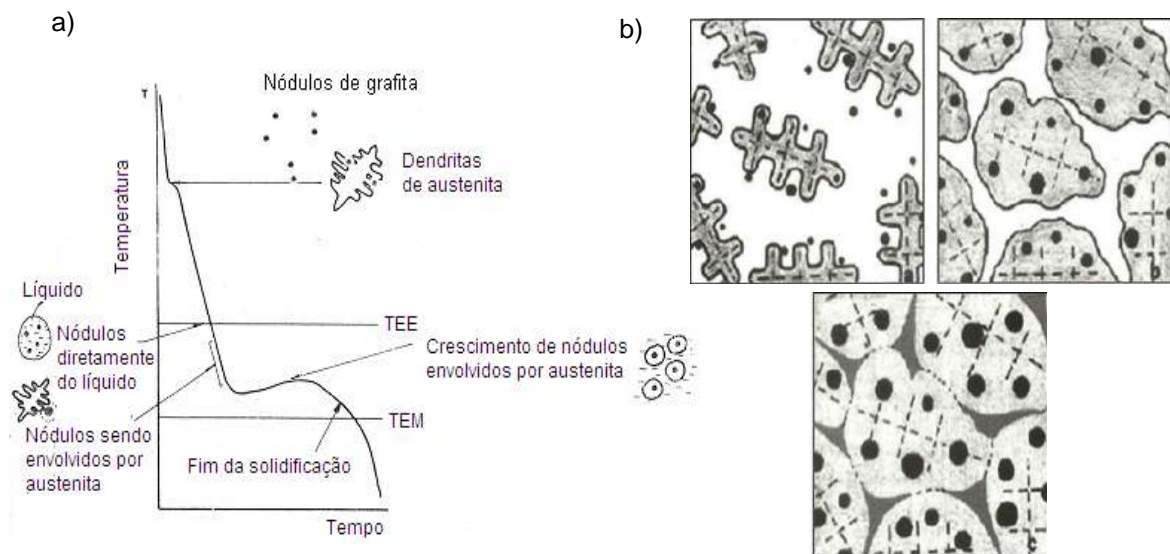 a)
b)
T
Nódulos de grafita
Dendritas
de austenita
Temperatura
Líquido
TEE
Nódulos
diretamente
do líquido
Crescimento de nódulos
envolvidos por austenita
TEM
Nódulos sendo
envolvidos por
austenita
Fim da solidificação
Tempo
b
c